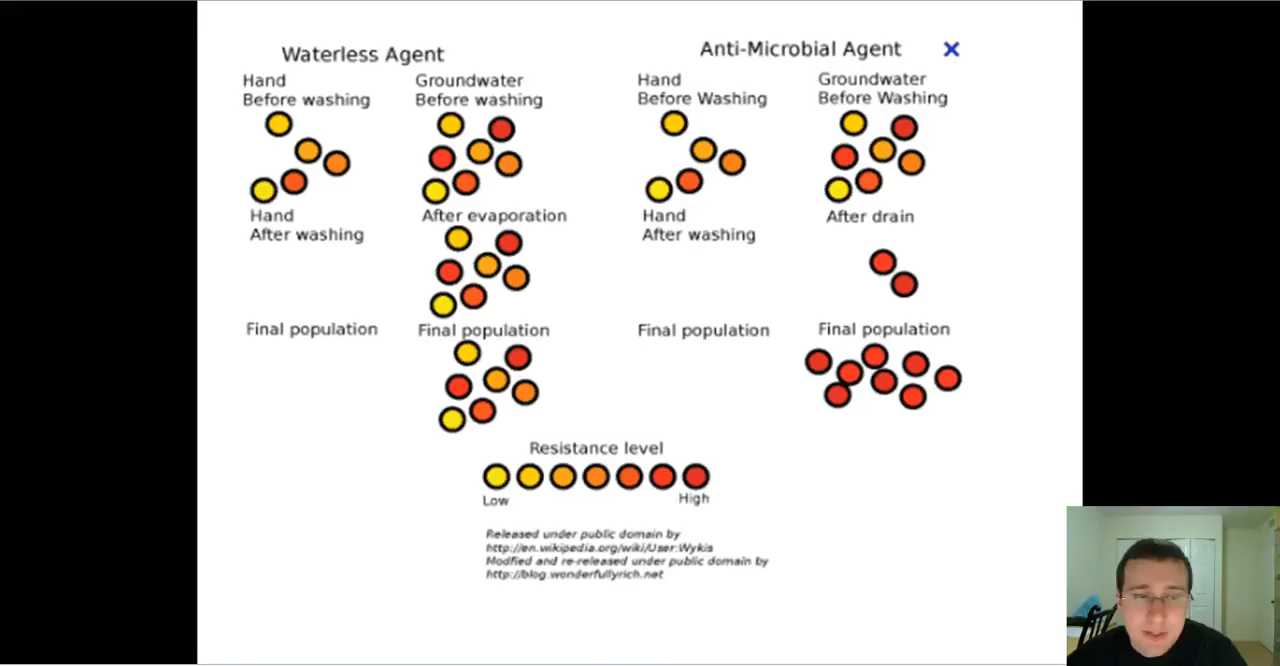 Waterless Agent
Hand
Before washing
Groundwater
Before washing
Hand
After washing
After evaporation
Final population
Final population
Anti-Microbial Agent
Hand
Before Washing
Groundwater
Before Washing
Hand
After washing
After drain
Final population
Final population
Resistance level
Low
High
Released under public domain by
http://en.wikipedia.org/wiki/User:Wykis
Modfied and re-released under public domain by
http://blog.wonderfullyrich.net